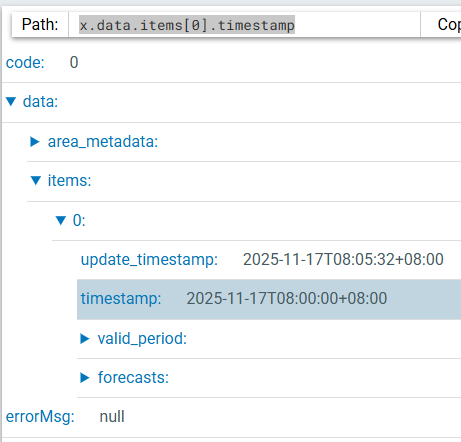 Path: x.data.items[0].timestamp Cop
code: 0
data:
area_metadata:
items:
0:
update_timestamp: 2025-11-17T08:05:32+08:00
timestamp: 2025-11-17T08:00:00+08:00
valid_period:
forecasts:
errorMsg: null